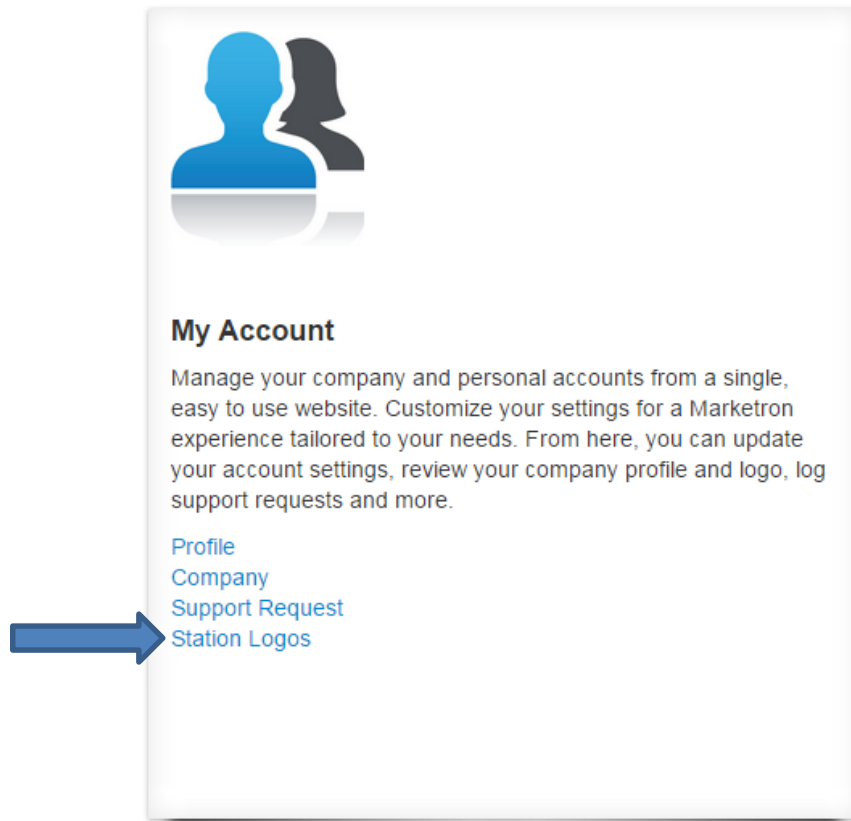 My Account
Manage your company and personal accounts from a single,
easy to use website. Customize your settings for a Marketron
experience tailored to your needs. From here, you can update
your account settings, review your company profile and logo, log
support requests and more.
Profile
Company
Support Request
Station Logos